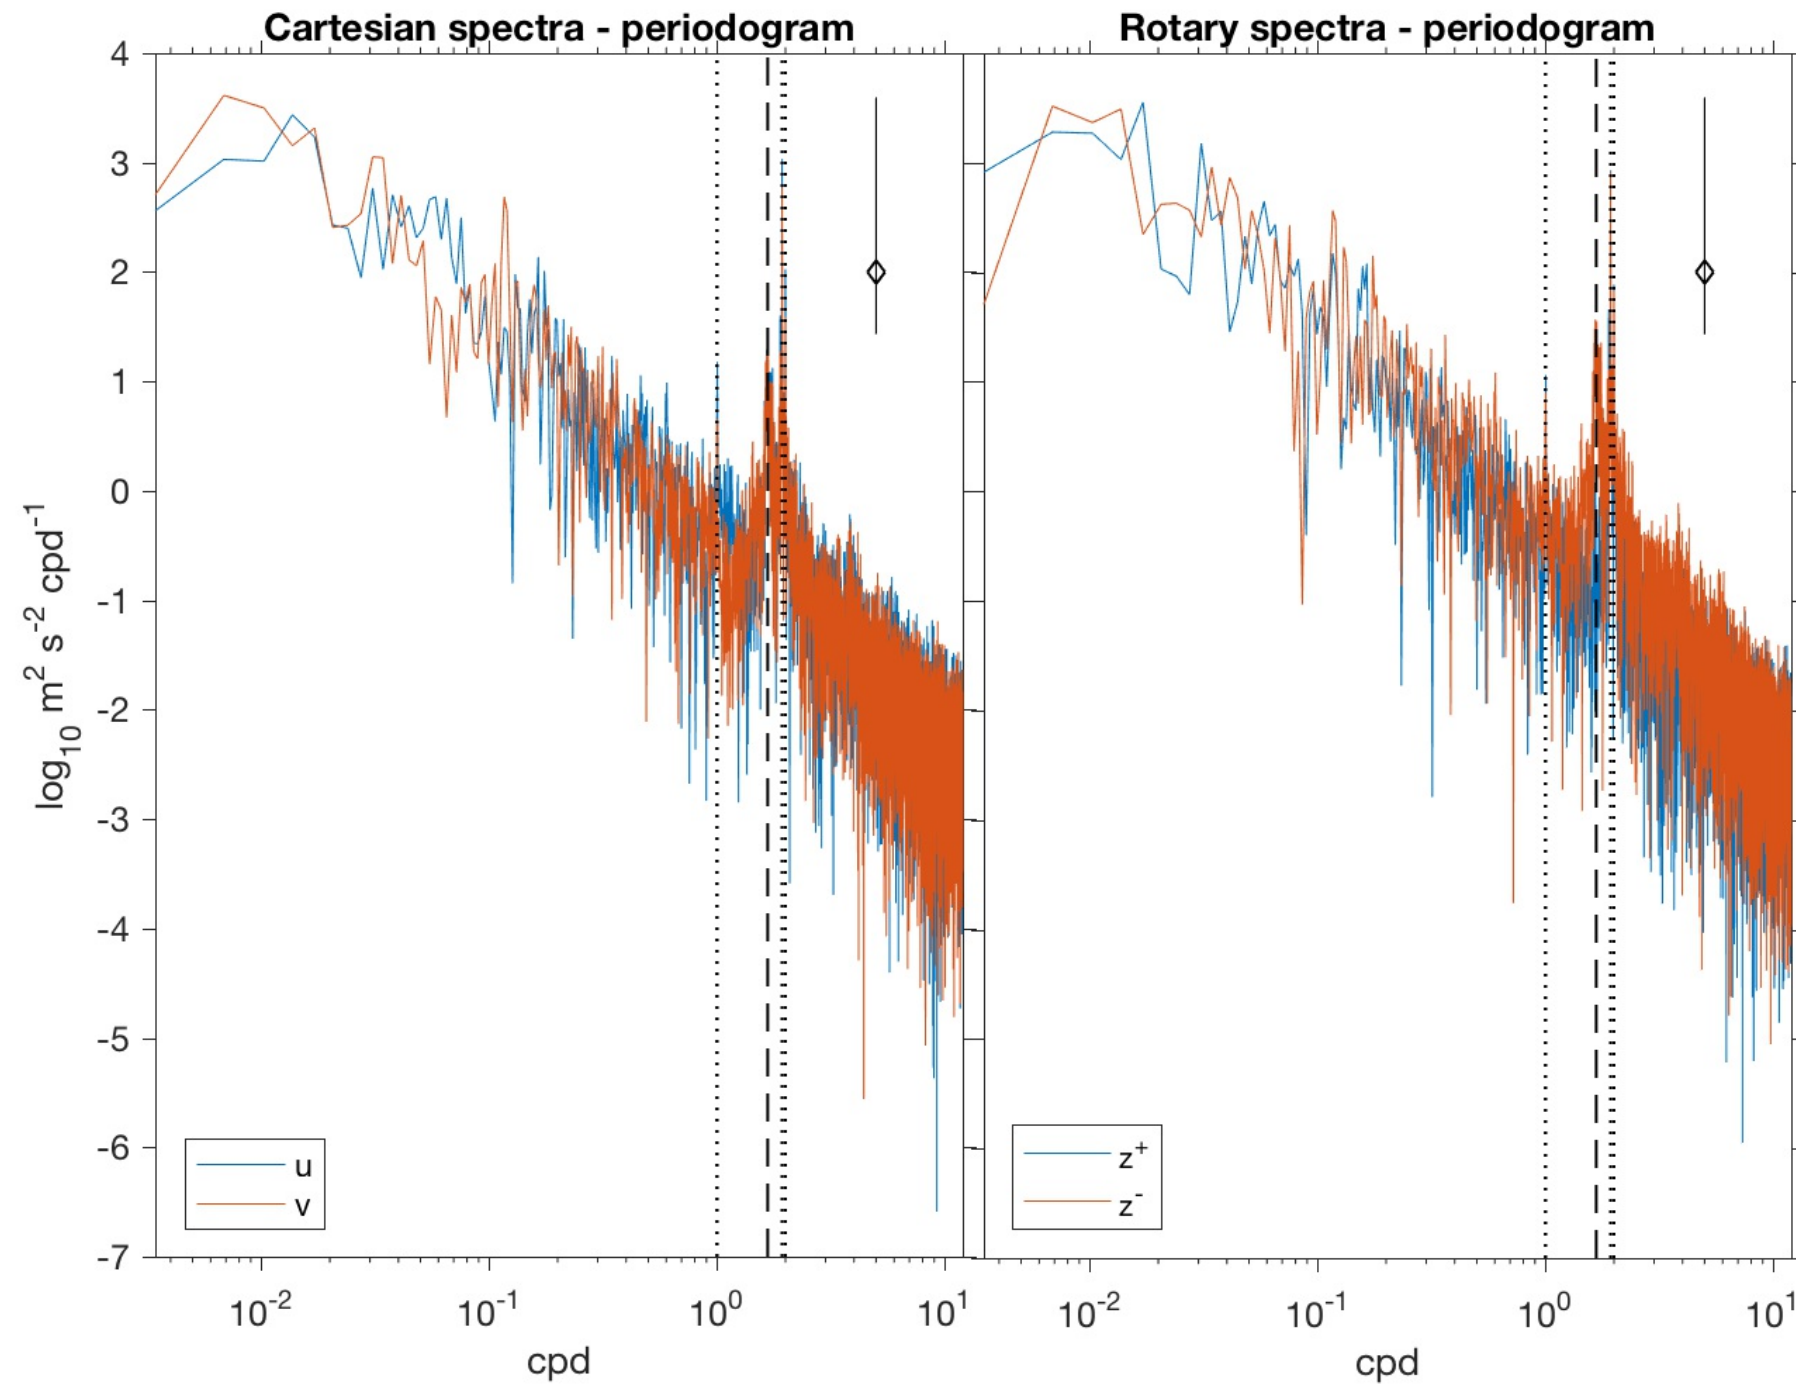 Cartesian spectra - periodogram
Rotary spectra - periodogram
4
3
2
1
0
-1
-2
-3
-4
-5
-6
-7
log₁₀ m² s⁻² cpd⁻¹
u
v
z⁺
z⁻
10⁻² 10⁻¹ 10⁰ 10¹
10⁻² 10⁻¹ 10⁰ 10¹
cpd
cpd